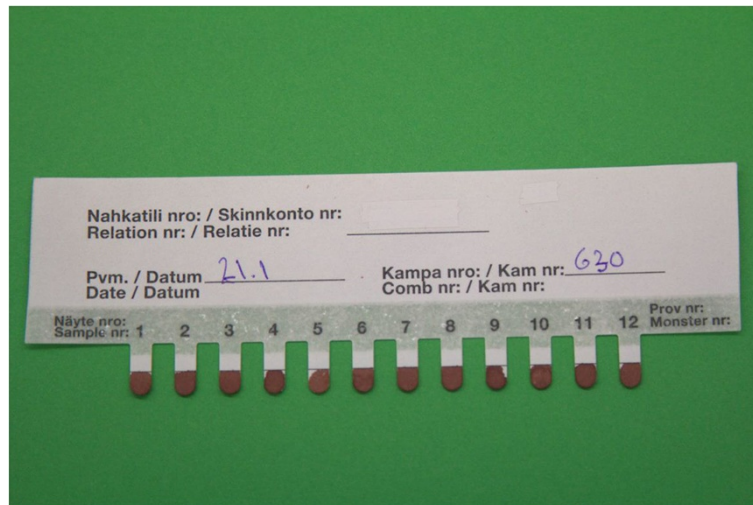 Nahkatili nro: / Skinnkonto nr:
Relation nr: / Relatie nr:
Pvm. / Datum 21.1 Kampa nro: / Kam nr: 630
Date / Datum Comb nr: / Kam nr:
Näyte nro: Prov nr:
Sample nr: 1 2 3 4 5 6 7 8 9 10 11 12 Monster nr: